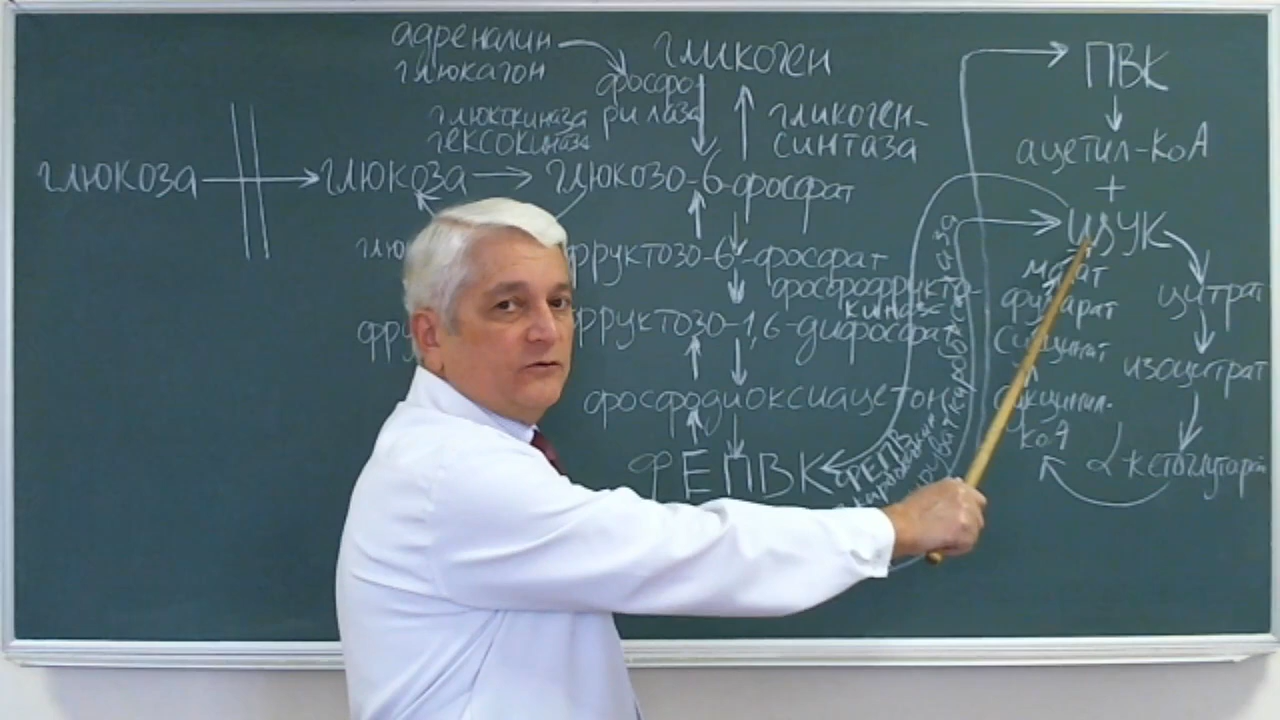 адреналин
глюкагон
гликоген
фосфо
рилаза
глюкокиназа
гексокиназа
гликоген-
синтаза
глюкоза → глюкоза → глюкозо-6-фосфат
фруктозо-6-фосфат
фосфофрукто-
киназа
фруктозо-1,6-дифосфат
фосфодиоксиацетон
ФЕПВК
ФЕПВ
ПВК
ацетил-КоА
+
ЩУК
малат
фумарат
сукцинат
сукцинил-
КоА
цитрат
изоцитрат